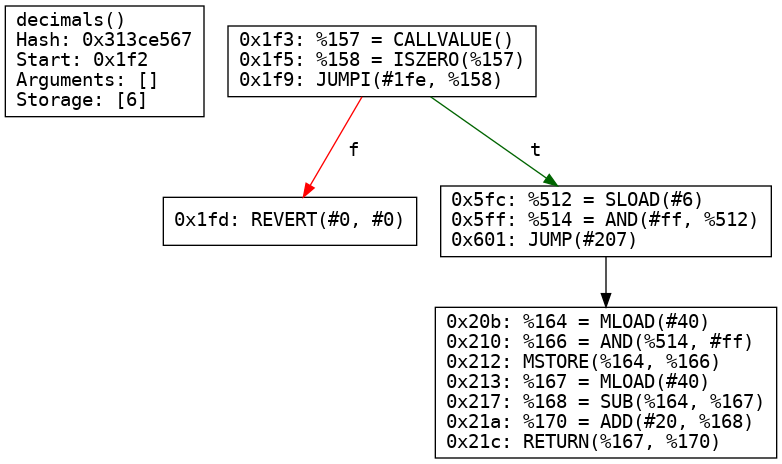 decimals()
Hash: 0x313ce567
Start: 0x1f2
Arguments: []
Storage: [6]
0x1f3: %157 = CALLVALUE()
0x1f5: %158 = ISZERO(%157)
0x1f9: JUMPI(#1fe, %158)
f
t
0x1fd: REVERT(#0, #0)
0x5fc: %512 = SLOAD(#6)
0x5ff: %514 = AND(#ff, %512)
0x601: JUMP(#207)
0x20b: %164 = MLOAD(#40)
0x210: %166 = AND(%514, #ff)
0x212: MSTORE(%164, %166)
0x213: %167 = MLOAD(#40)
0x217: %168 = SUB(%164, %167)
0x21a: %170 = ADD(#20, %168)
0x21c: RETURN(%167, %170)